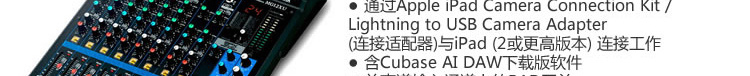 MG12XU
24
● 通过Apple iPad Camera Connection Kit /
Lightning to USB Camera Adapter
(连接适配器)与iPad (2或更高版本) 连接工作
● 含Cubase AI DAW下载版软件